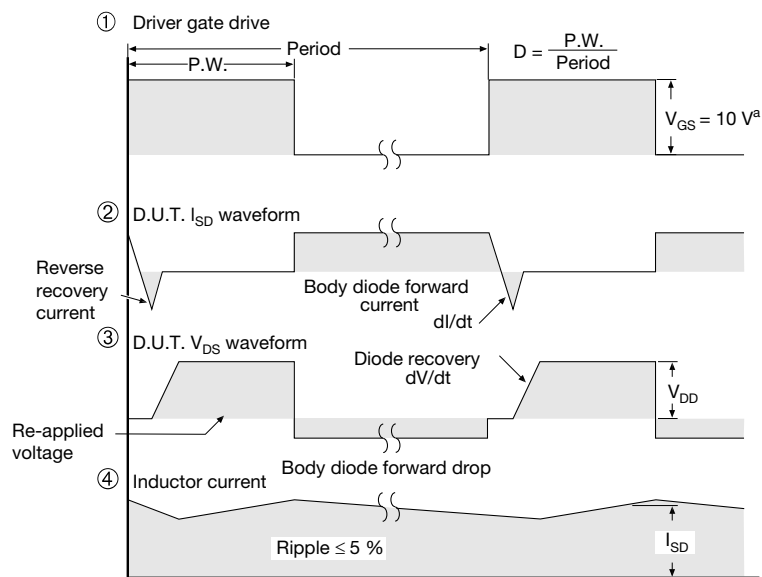 ① Driver gate drive
Period
P.W.
D = P.W. / Period
V_GS = 10 V^a
② D.U.T. I_SD waveform
Reverse
recovery
current
Body diode forward
current
dI/dt
③ D.U.T. V_DS waveform
Diode recovery
dV/dt
V_DD
Re-applied
voltage
Body diode forward drop
④ Inductor current
Ripple ≤ 5 %
I_SD